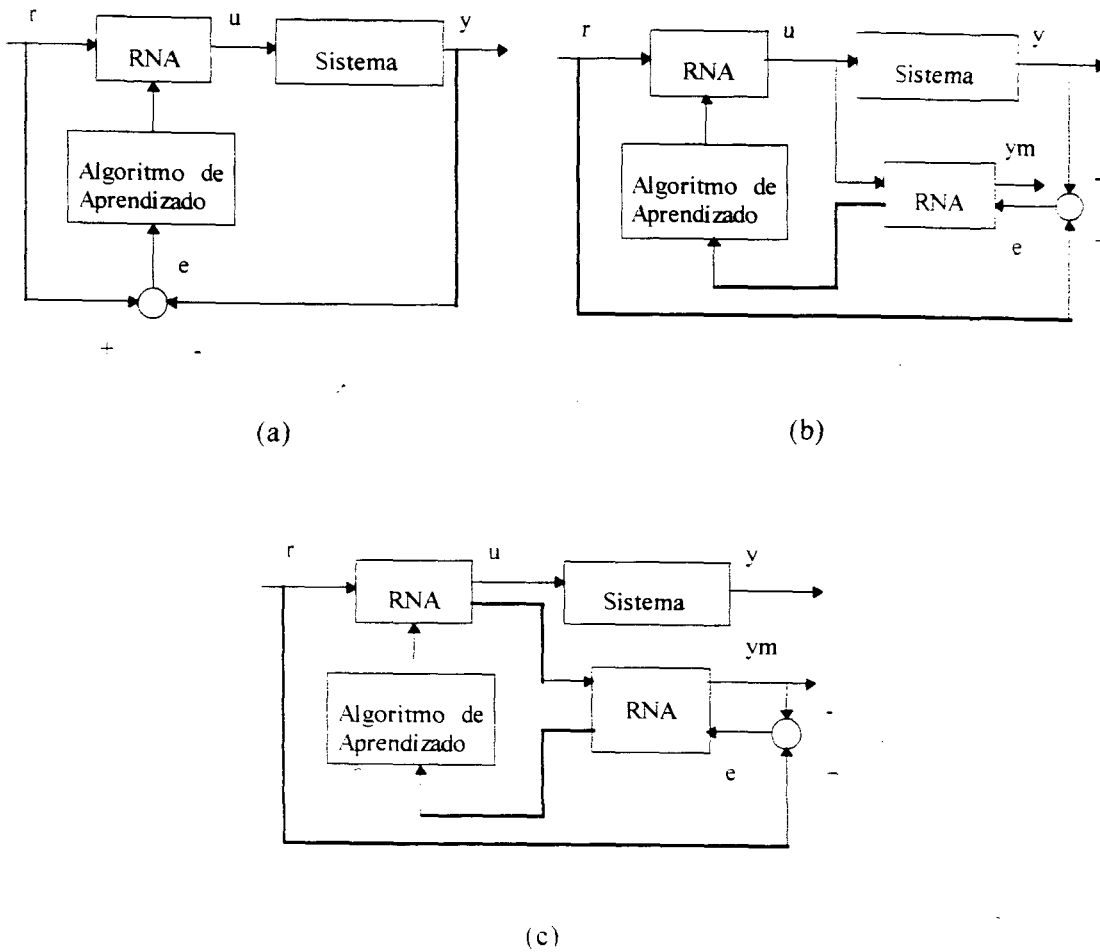 r
u
y
RNA
Sistema
Algoritmo de
Aprendizado
e
+ -
(a)
r
u
y
RNA
Sistema
ym
Algoritmo de
Aprendizado
RNA
e
-
-
(b)
r
u
y
RNA
Sistema
ym
Algoritmo de
Aprendizado
RNA
-
e
-
(c)